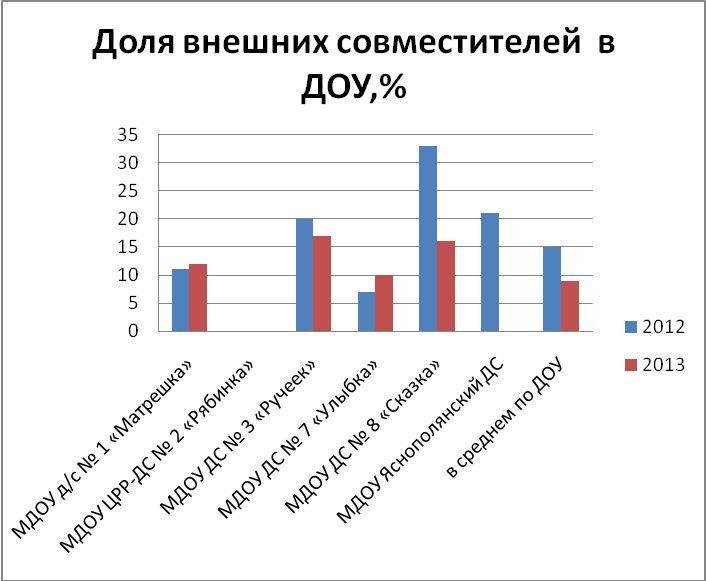 Доля внешних совместителей в
ДОУ,%
35
30
25
20
15
10
5
0
МДОУ д/с № 1 «Матрешка»
МДОУ ЦРР-ДС № 2 «Рябинка»
МДОУ ДС № 3 «Ручеек»
МДОУ ДС № 7 «Улыбка»
МДОУ ДС № 8 «Сказка»
МДОУ Яснополянский ДС
в среднем по ДОУ
2012
2013